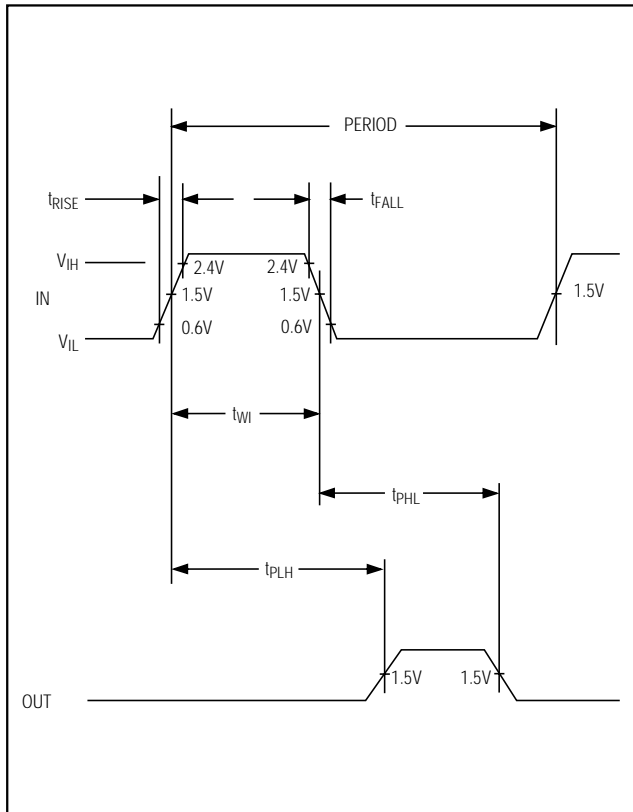 PERIOD
tRISE
tFALL
VIH
2.4V
2.4V
IN
1.5V
1.5V
1.5V
0.6V
0.6V
VIL
tWI
tPHL
tPLH
1.5V
1.5V
OUT